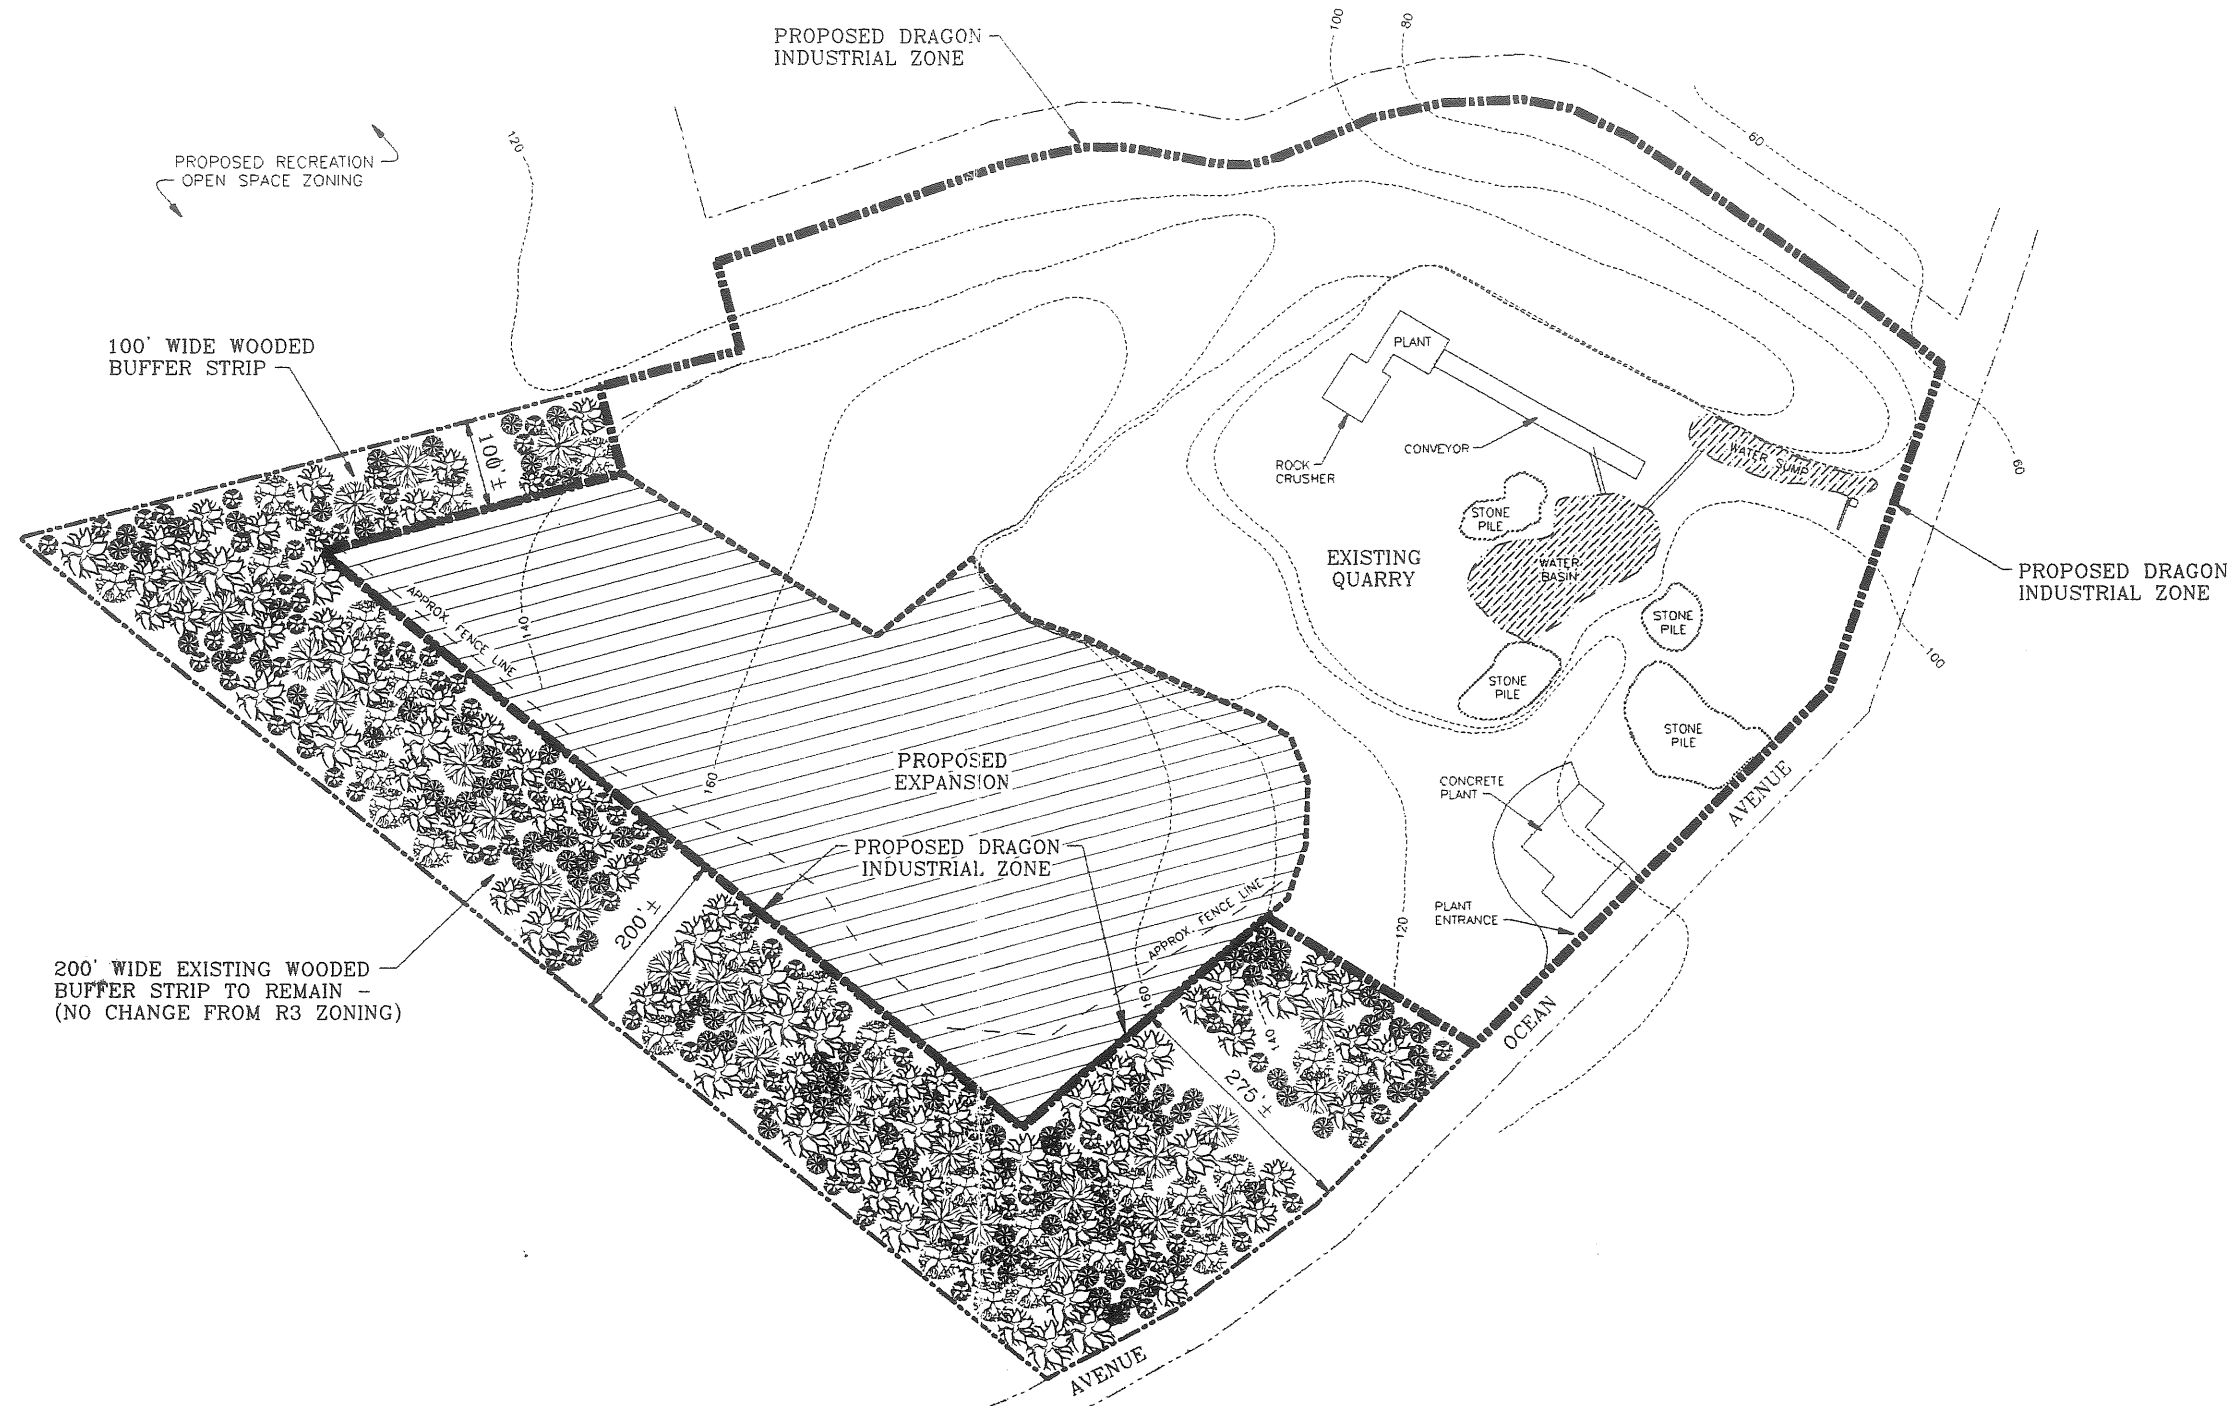 100
80
PROPOSED DRAGON
INDUSTRIAL ZONE
60
120
PROPOSED RECREATION
OPEN SPACE ZONING
100' WIDE WOODED
BUFFER STRIP
PLANT
100'±
CONVEYOR
WATER SUMP
ROCK
CRUSHER
60
STONE
PILE
EXISTING
QUARRY
WATER
BASIN
PROPOSED DRAGON
INDUSTRIAL ZONE
APPROX. FENCE LINE
140
STONE
PILE
100
STONE
PILE
STONE
PILE
PROPOSED
EXPANSION
160
CONCRETE
PLANT
AVENUE
PROPOSED DRAGON
INDUSTRIAL ZONE
APPROX. FENCE LINE
PLANT
ENTRANCE
120
200'±
200' WIDE EXISTING WOODED
BUFFER STRIP TO REMAIN -
(NO CHANGE FROM R3 ZONING)
160
140
OCEAN
275'±
AVENUE